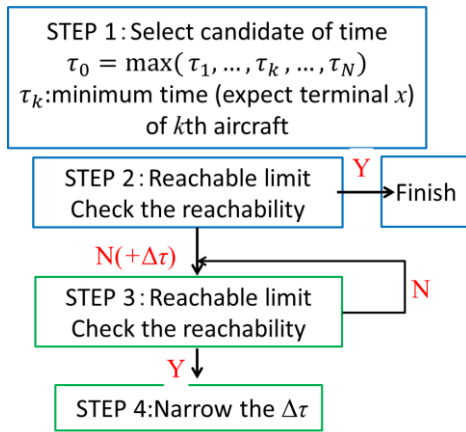 STEP 1：Select candidate of time
τ₀ = max( τ₁, … , τₖ , … , τ_N)
τₖ:minimum time (expect terminal x)
of kth aircraft
Y
STEP 2：Reachable limit
Check the reachability
Finish
N(+Δτ)
STEP 3：Reachable limit
Check the reachability
N
Y
STEP 4:Narrow the Δτ